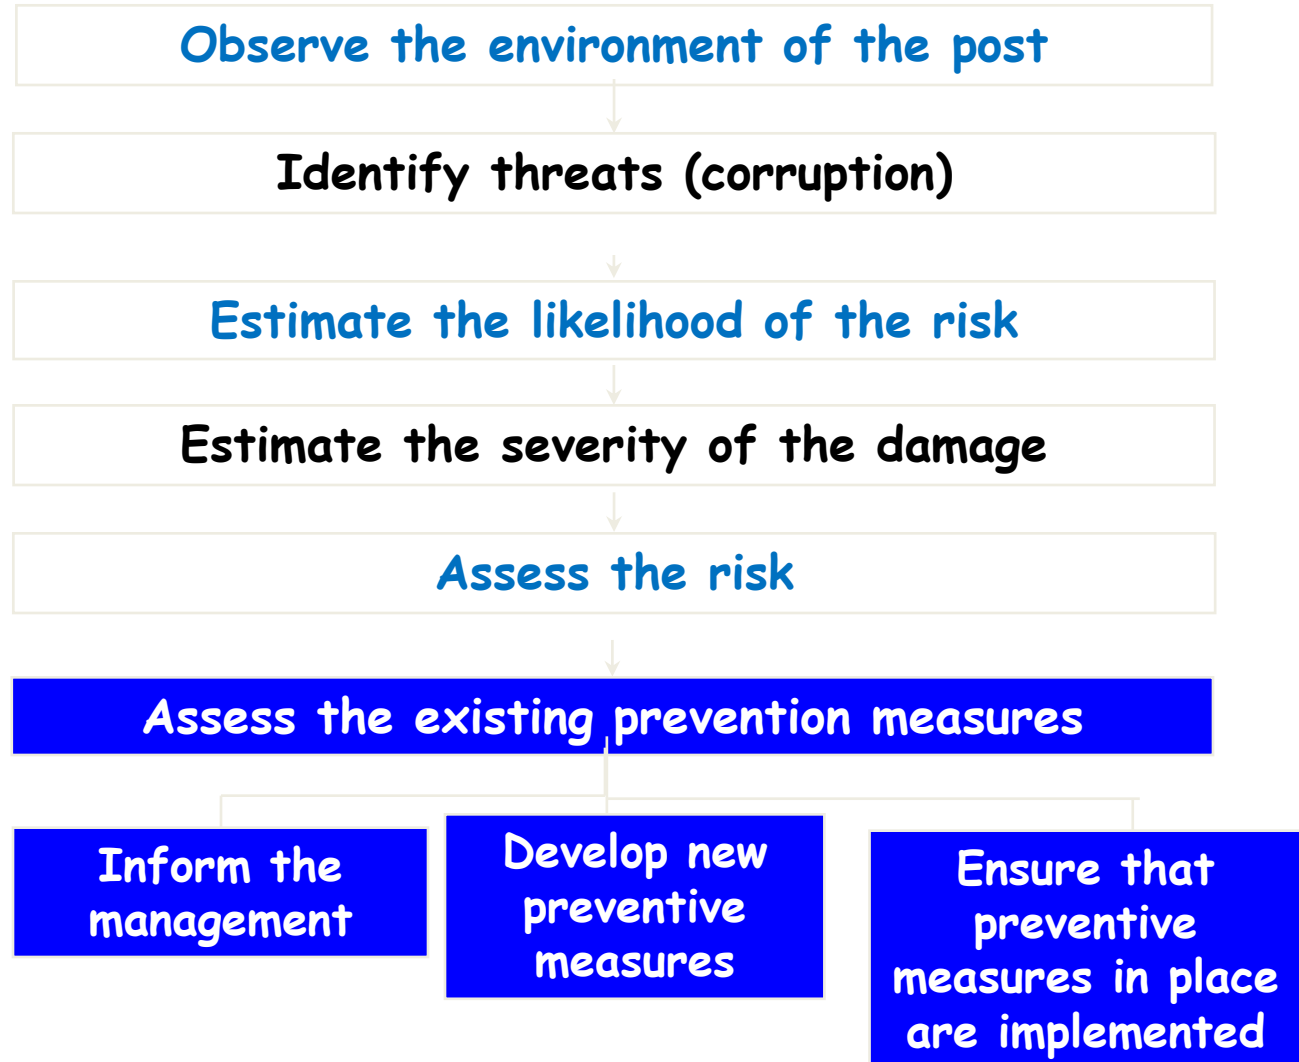 Observe the environment of the post
Identify threats (corruption)
Estimate the likelihood of the risk
Estimate the severity of the damage
Assess the risk
Assess the existing prevention measures
Inform the
management
Develop new
preventive
measures
Ensure that
preventive
measures in place
are implemented